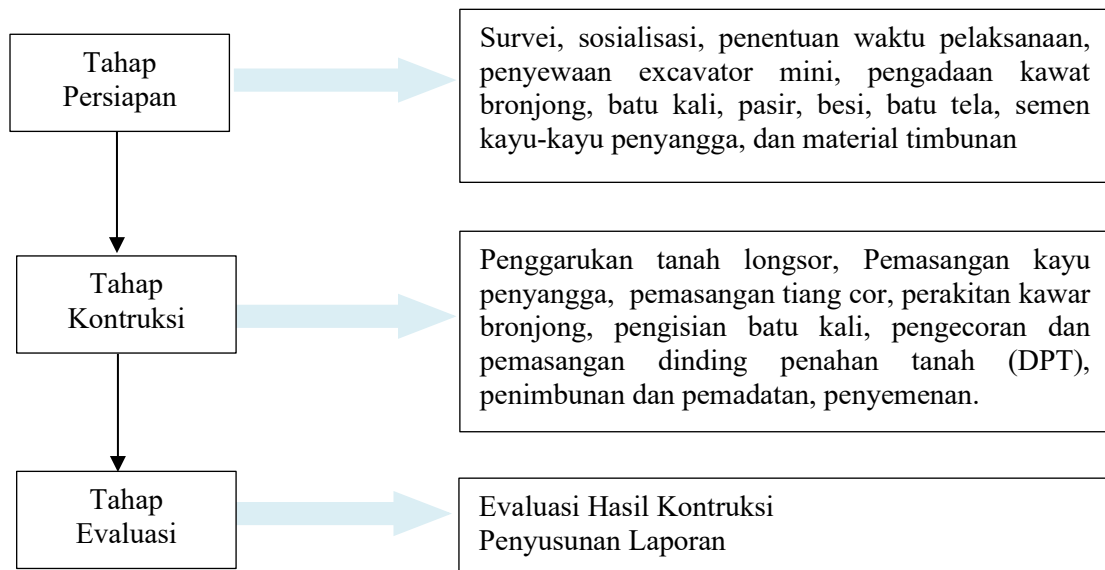 Tahap
Persiapan
Survei, sosialisasi, penentuan waktu pelaksanaan,
penyewaan excavator mini, pengadaan kawat
bronjong, batu kali, pasir, besi, batu tela, semen
kayu-kayu penyangga, dan material timbunan
Tahap
Kontruksi
Penggarukan tanah longsor, Pemasangan kayu
penyangga, pemasangan tiang cor, perakitan kawar
bronjong, pengisian batu kali, pengecoran dan
pemasangan dinding penahan tanah (DPT),
penimbunan dan pemadatan, penyemenan.
Tahap
Evaluasi
Evaluasi Hasil Kontruksi
Penyusunan Laporan